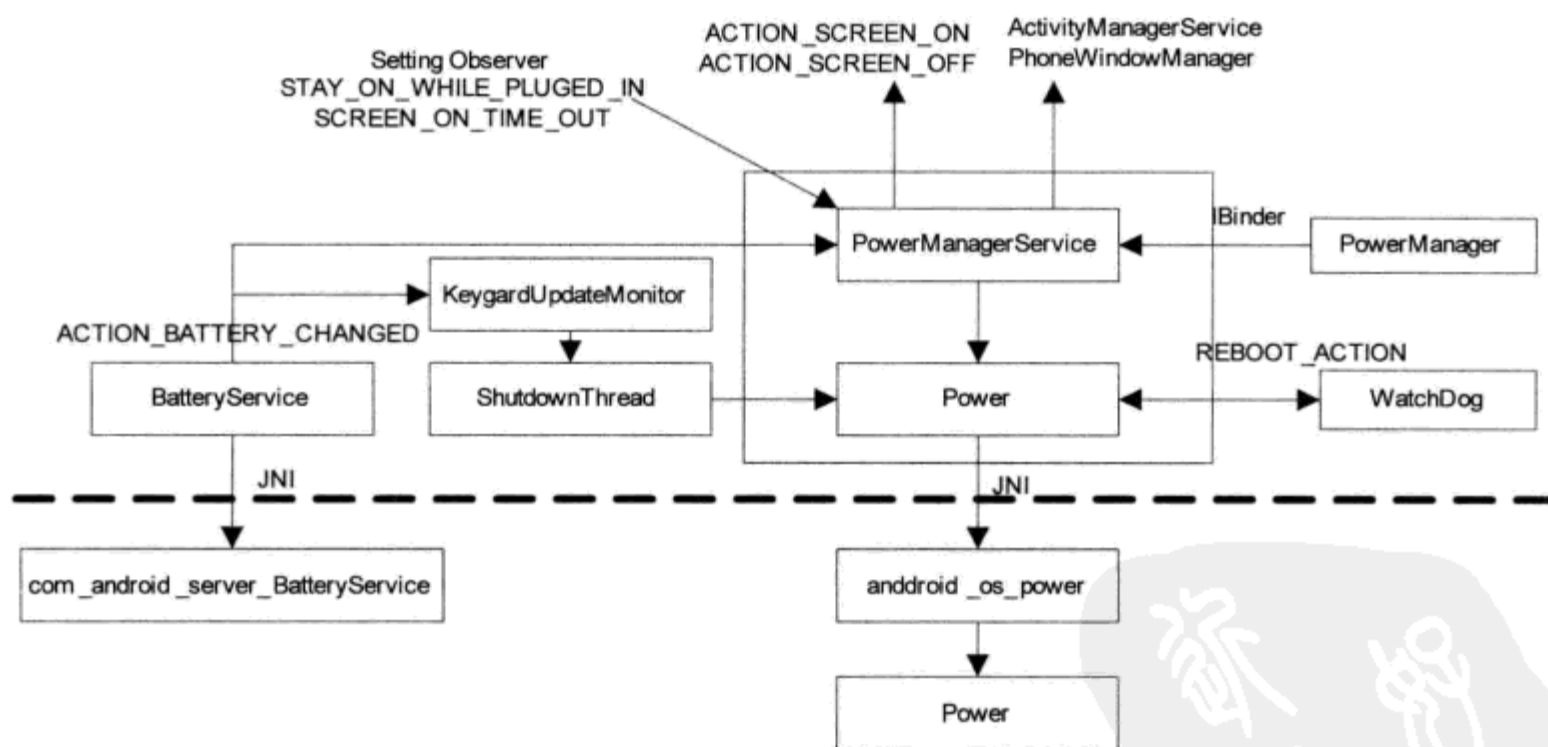 ACTION_SCREEN_ON
ACTION_SCREEN_OFF
ActivityManagerService
PhoneWindowManager
Setting Observer
STAY_ON_WHILE_PLUGED_IN
SCREEN_ON_TIME_OUT
PowerManagerService
IBinder
PowerManager
KeygardUpdateMonitor
ACTION_BATTERY_CHANGED
BatteryService
ShutdownThread
Power
REBOOT_ACTION
WatchDog
JNI
JNI
com_android_server_BatteryService
anddroid_os_power
Power